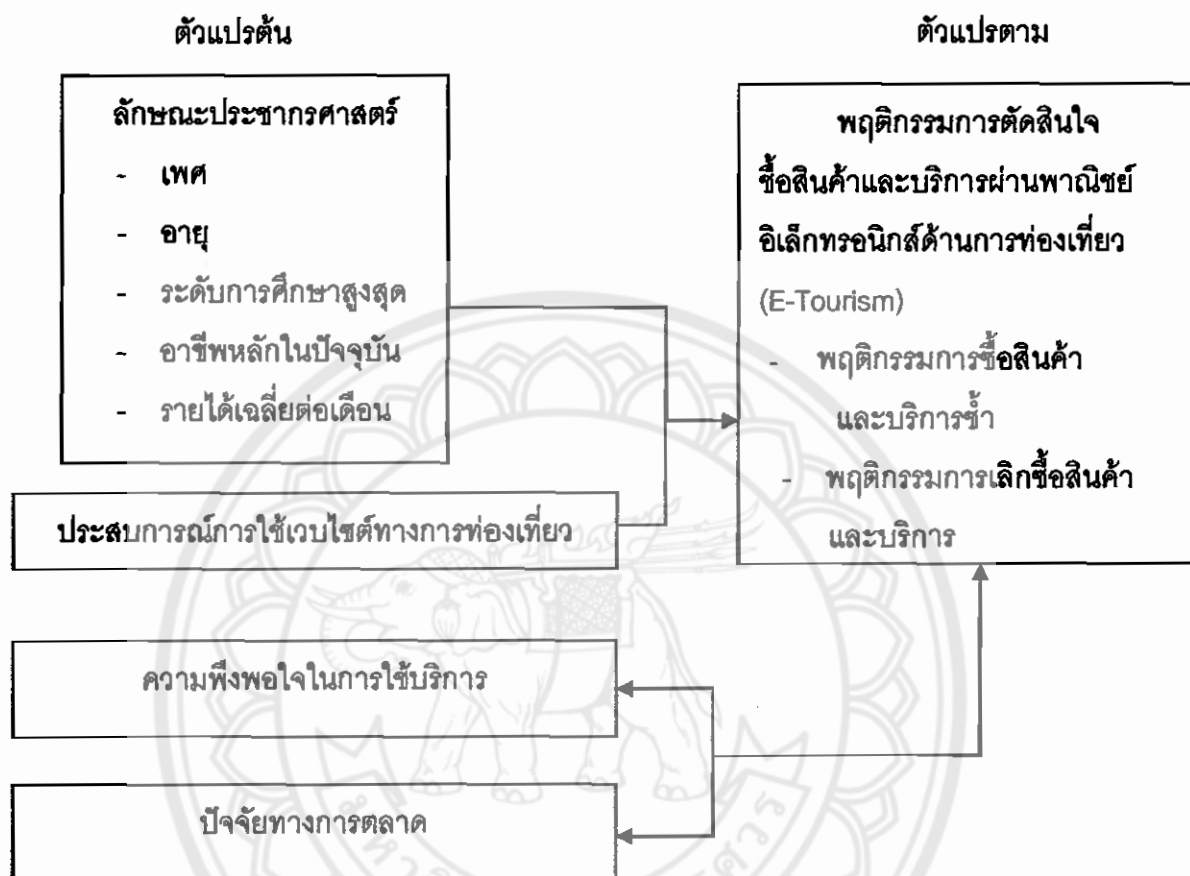 ตัวแปรต้น
ลักษณะประชากรศาสตร์
- เพศ
- อายุ
- ระดับการศึกษาสูงสุด
- อาชีพหลักในปัจจุบัน
- รายได้เฉลี่ยต่อเดือน
ประสบการณ์การใช้เวบไซต์ทางการท่องเที่ยว
ความพึงพอใจในการใช้บริการ
ปัจจัยทางการตลาด
ตัวแปรตาม
พฤติกรรมการตัดสินใจ
ซื้อสินค้าและบริการผ่านพาณิชย์
อิเล็กทรอนิกส์ด้านการท่องเที่ยว
(E-Tourism)
- พฤติกรรมการซื้อสินค้า
และบริการซ้ำ
- พฤติกรรมการเลิกซื้อสินค้า
และบริการ